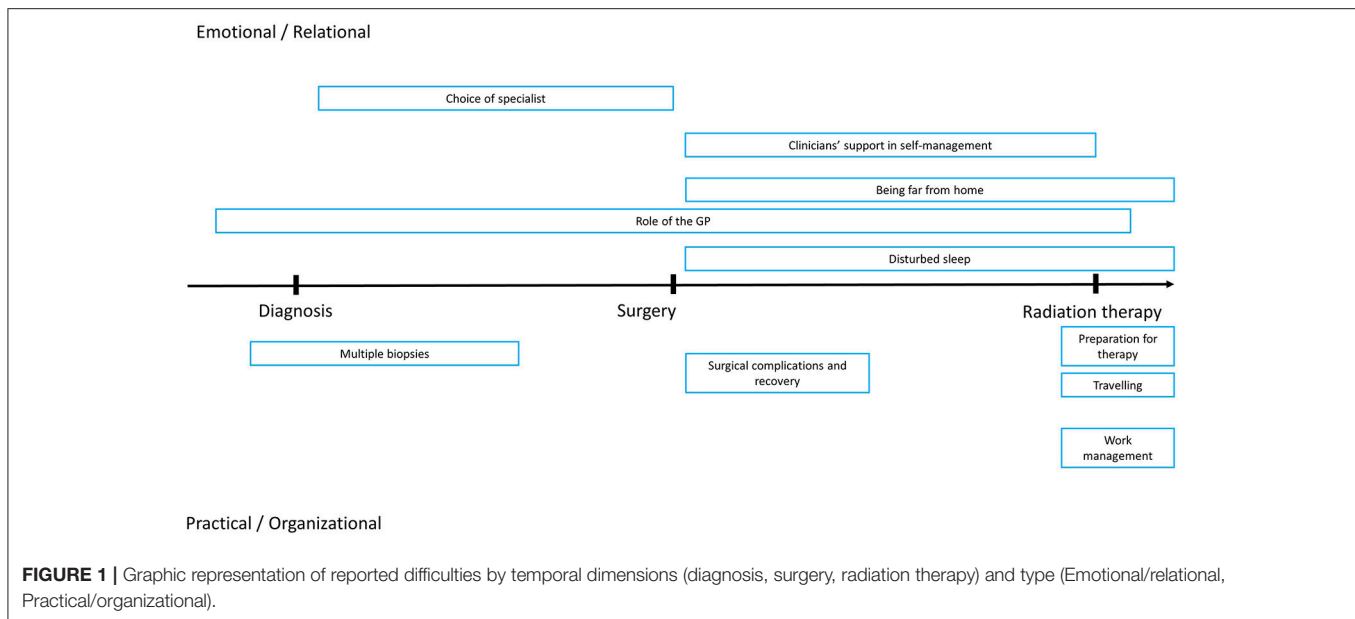 Emotional / Relational
Choice of specialist
Clinicians’ support in self-management
Being far from home
Role of the GP
Disturbed sleep
Diagnosis
Surgery
Radiation therapy
Multiple biopsies
Surgical complications and
recovery
Preparation for
therapy
Travelling
Work
management
Practical / Organizational
FIGURE 1 | Graphic representation of reported difficulties by temporal dimensions (diagnosis, surgery, radiation therapy) and type (Emotional/relational,
Practical/organizational).